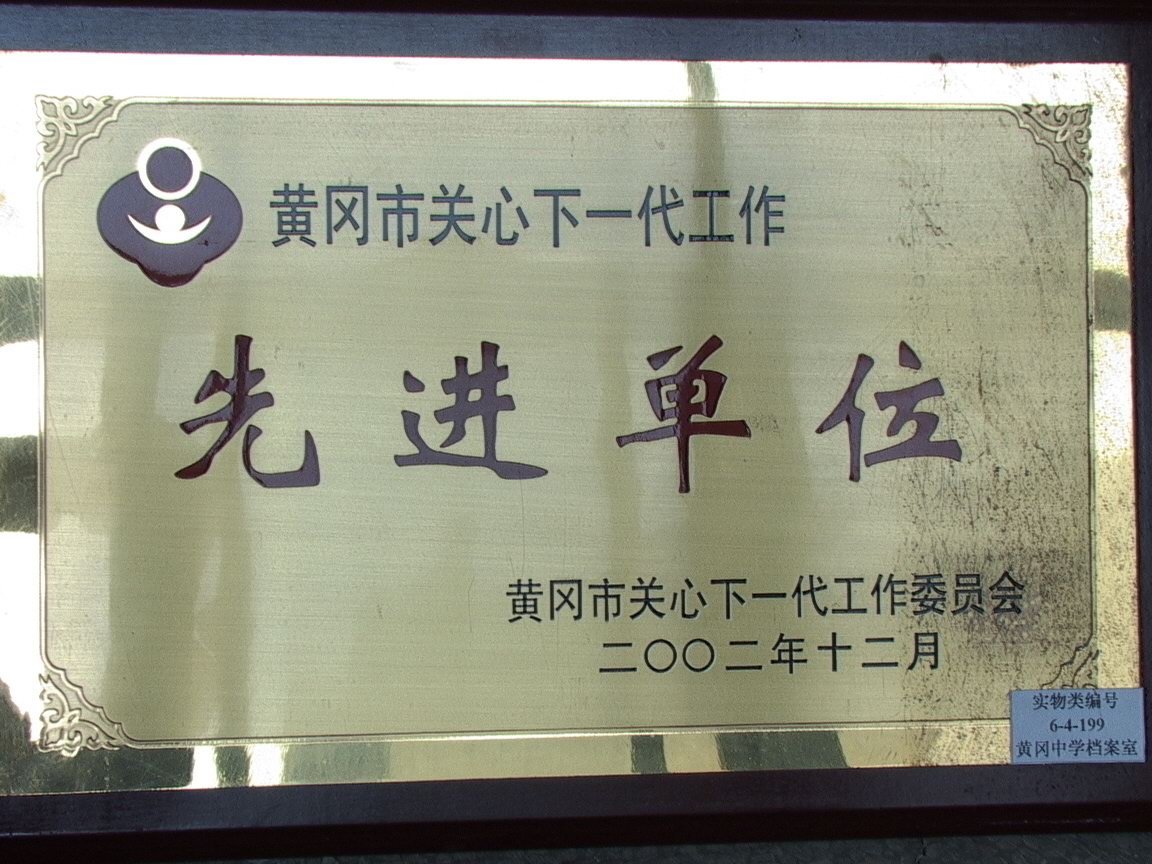 黄冈市关心下一代工作
先进单位
黄冈市关心下一代工作委员会
二〇〇二年十二月
实物类编号
6-4-199
黄冈中学档案室